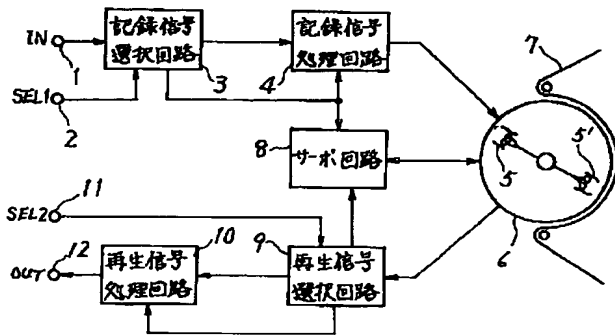 IN
1
記録信号
選択回路
3
記録信号
処理回路
4
7
SEL1
2
8
サーボ回路
5
5'
6
SEL2
11
10
再生信号
処理回路
9
再生信号
選択回路
OUT
12